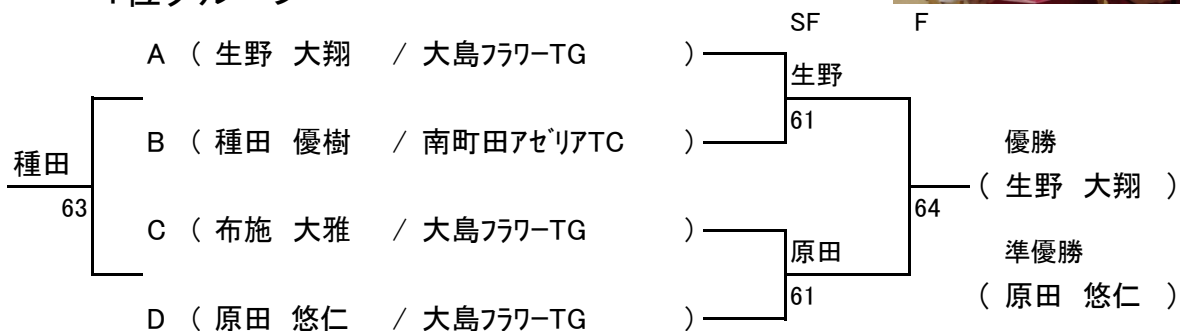 SF F
A ( 生野 大翔 / 大島ﾌﾗﾜｰTG )
生野
B ( 種田 優樹 / 南町田ｱｾﾞﾘｱTC )
61
種田
63
優勝
( 生野 大翔 )
64
C ( 布施 大雅 / 大島ﾌﾗﾜｰTG )
原田
準優勝
61
( 原田 悠仁 )
D ( 原田 悠仁 / 大島ﾌﾗﾜｰTG )